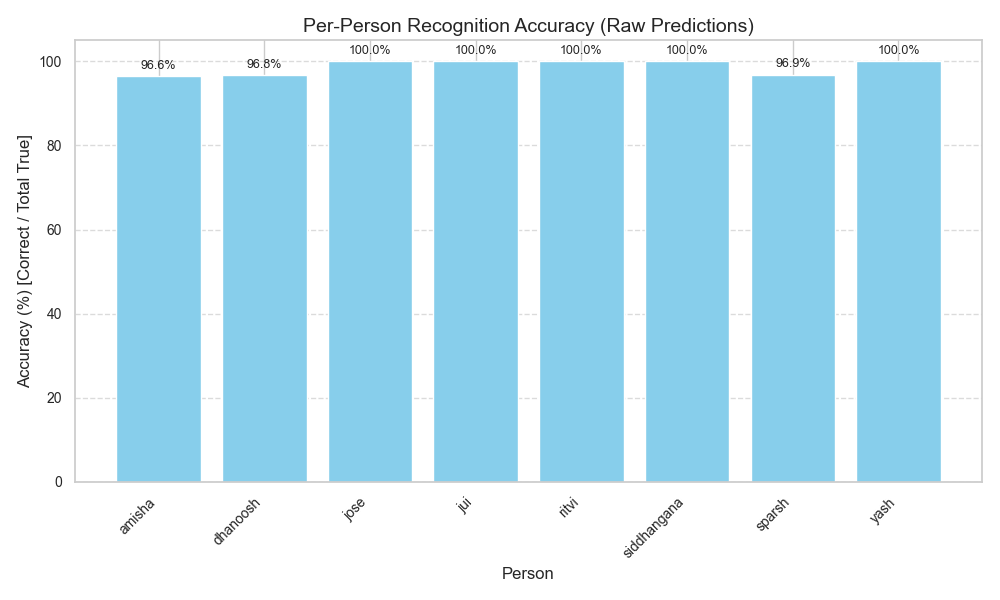 Per-Person Recognition Accuracy (Raw Predictions)
Accuracy (%) [Correct / Total True]
100
80
60
40
20
0
96.6%
96.8%
100.0%
100.0%
100.0%
100.0%
96.9%
100.0%
amisha
dhanoosh
jose
jui
ritvi
siddhangana
sparsh
yash
Person